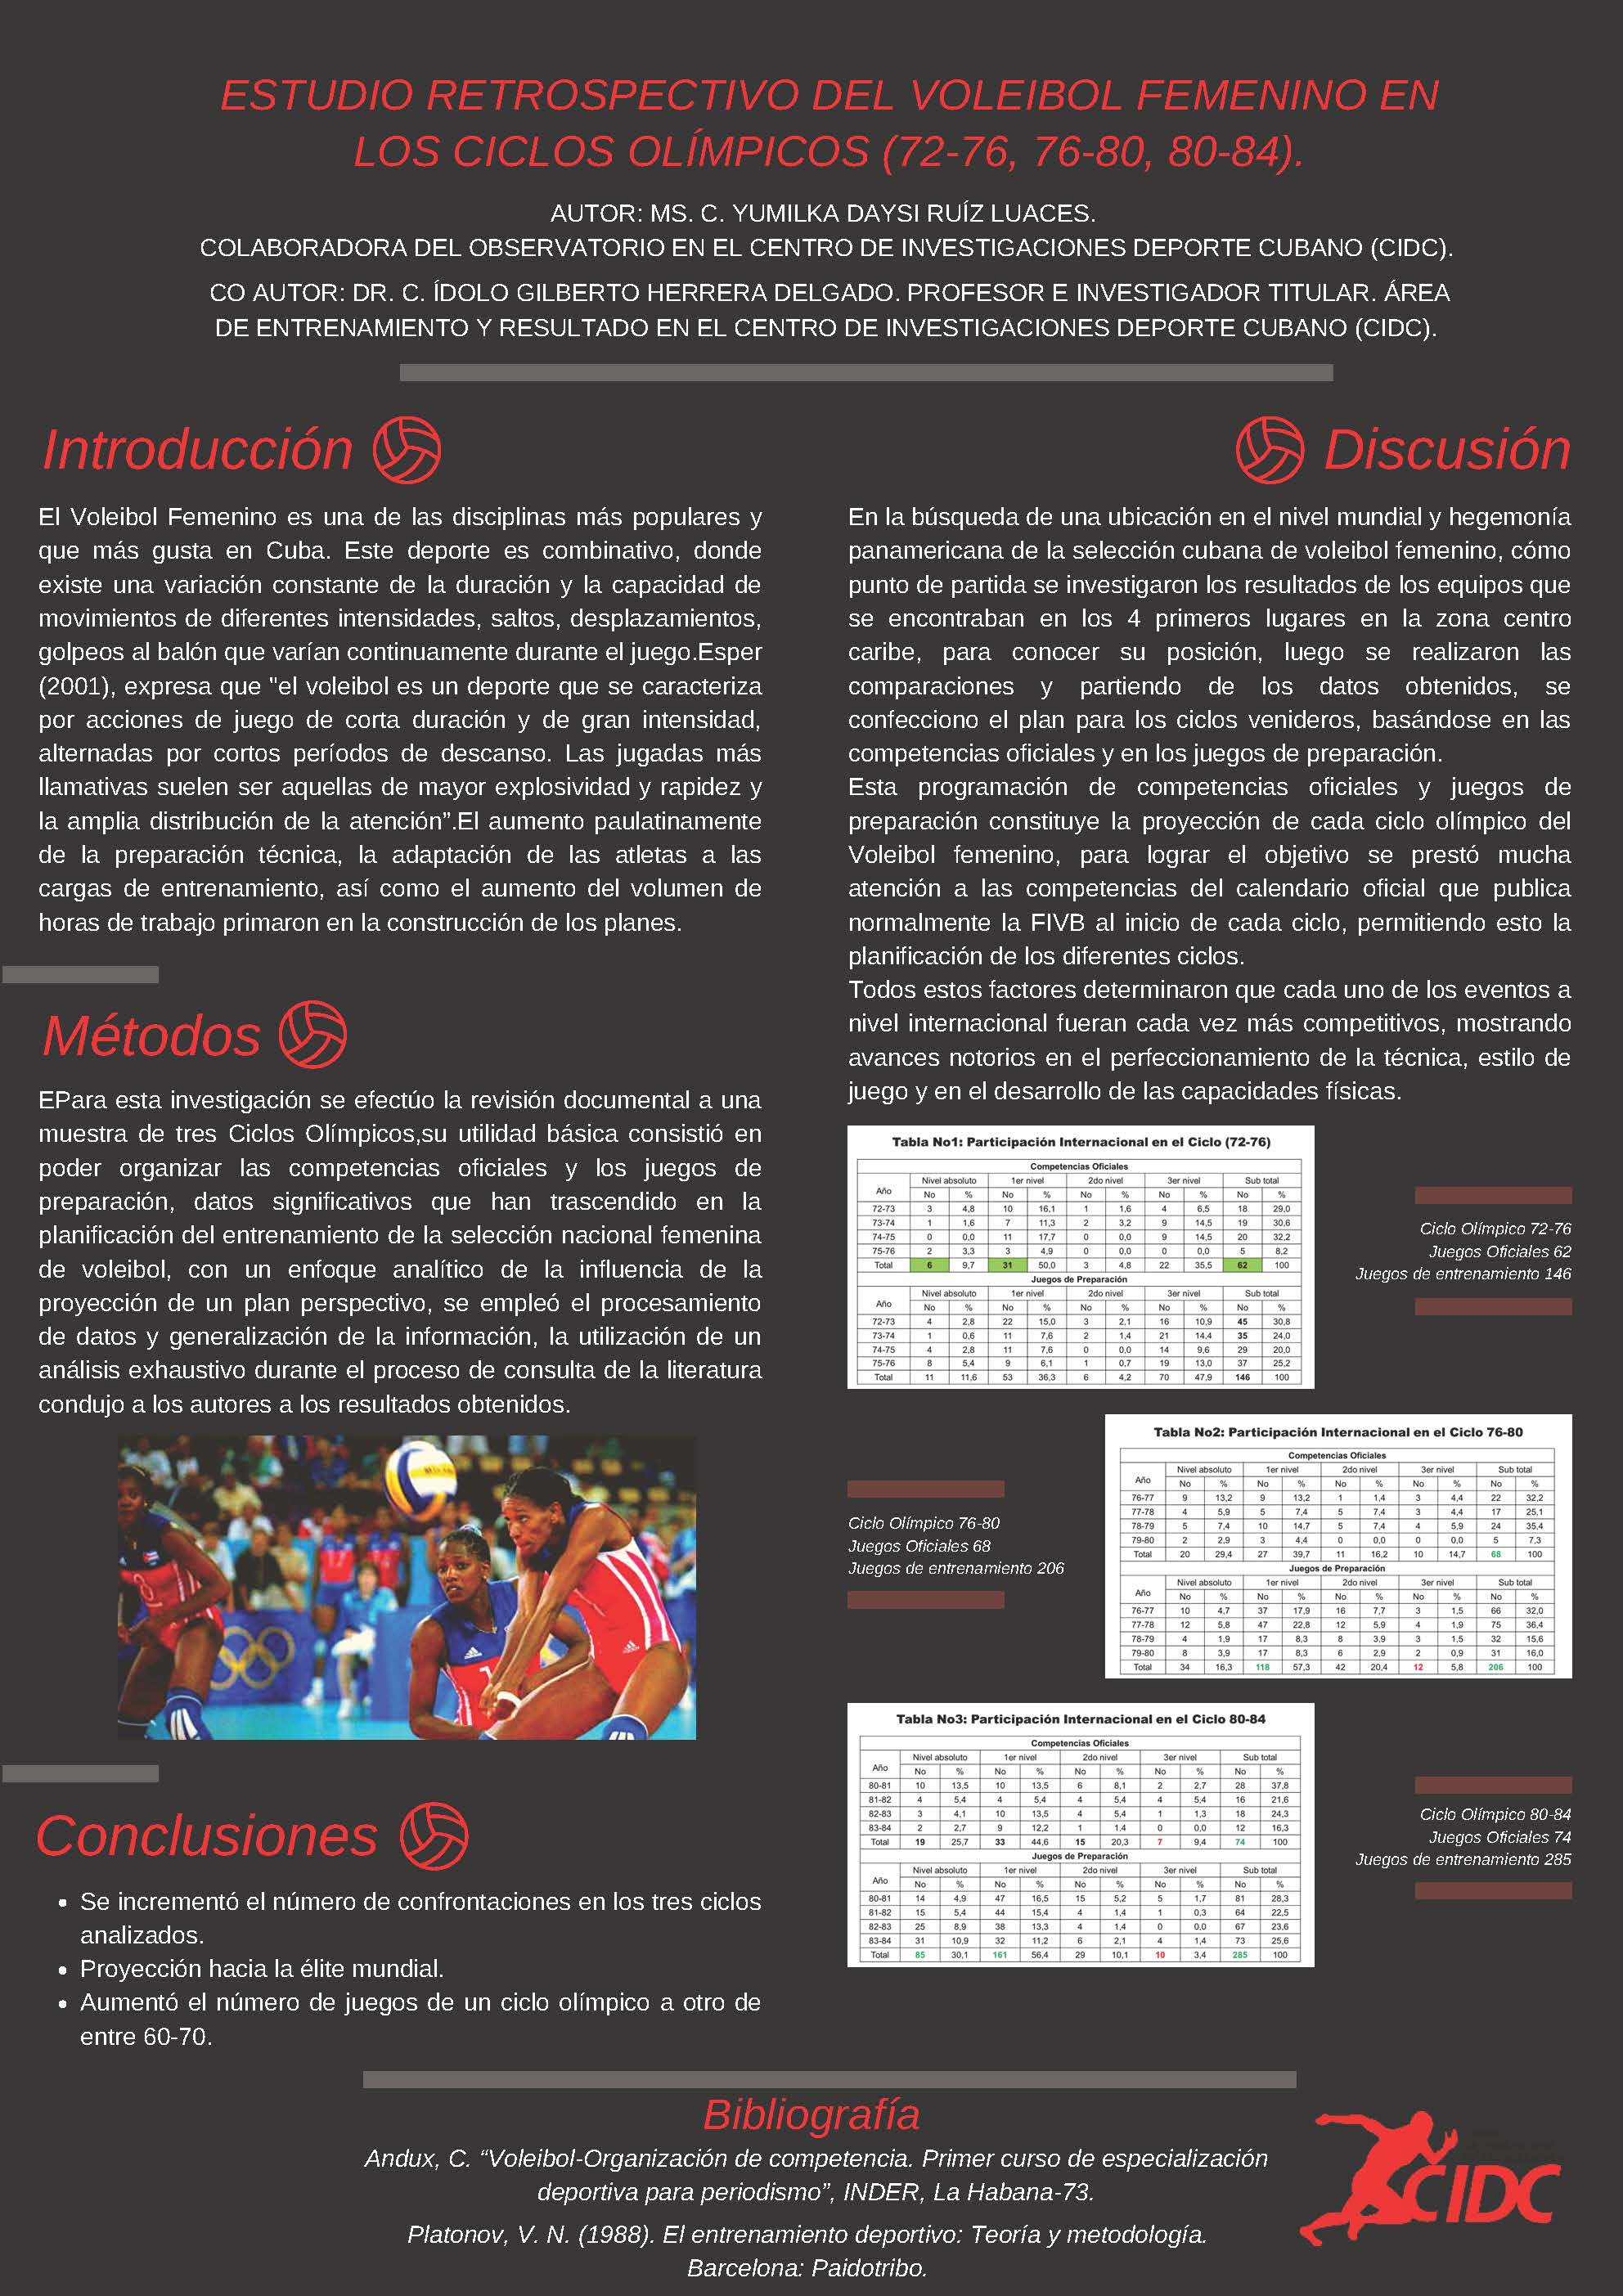 ESTUDIO RETROSPECTIVO DEL VOLEIBOL FEMENINO EN
LOS CICLOS OLÍMPICOS (72-76, 76-80, 80-84).
AUTOR: MS. C. YUMILKA DAYSI RUÍZ LUACES.
COLABORADORA DEL OBSERVATORIO EN EL CENTRO DE INVESTIGACIONES DEPORTE CUBANO (CIDC).
CO AUTOR: DR. C. ÍDOLO GILBERTO HERRERA DELGADO. PROFESOR E INVESTIGADOR TITULAR. ÁREA
DE ENTRENAMIENTO Y RESULTADO EN EL CENTRO DE INVESTIGACIONES DEPORTE CUBANO (CIDC).
Introducción
El Voleibol Femenino es una de las disciplinas más populares y
que más gusta en Cuba. Este deporte es combinativo, donde
existe una variación constante de la duración y la capacidad de
movimientos de diferentes intensidades, saltos, desplazamientos,
golpeos al balón que varían continuamente durante el juego.Esper
(2001), expresa que "el voleibol es un deporte que se caracteriza
por acciones de juego de corta duración y de gran intensidad,
alternadas por cortos períodos de descanso. Las jugadas más
llamativas suelen ser aquellas de mayor explosividad y rapidez y
la amplia distribución de la atención”.El aumento paulatinamente
de la preparación técnica, la adaptación de las atletas a las
cargas de entrenamiento, así como el aumento del volumen de
horas de trabajo primaron en la construcción de los planes.
Métodos
EPara esta investigación se efectúo la revisión documental a una
muestra de tres Ciclos Olímpicos,su utilidad básica consistió en
poder organizar las competencias oficiales y los juegos de
preparación, datos significativos que han trascendido en la
planificación del entrenamiento de la selección nacional femenina
de voleibol, con un enfoque analítico de la influencia de la
proyección de un plan perspectivo, se empleó el procesamiento
de datos y generalización de la información, la utilización de un
análisis exhaustivo durante el proceso de consulta de la literatura
condujo a los autores a los resultados obtenidos.
Conclusiones
• Se incrementó el número de confrontaciones en los tres ciclos
analizados.
• Proyección hacia la élite mundial.
• Aumentó el número de juegos de un ciclo olímpico a otro de
entre 60-70.
Discusión
En la búsqueda de una ubicación en el nivel mundial y hegemonía
panamericana de la selección cubana de voleibol femenino, cómo
punto de partida se investigaron los resultados de los equipos que
se encontraban en los 4 primeros lugares en la zona centro
caribe, para conocer su posición, luego se realizaron las
comparaciones y partiendo de los datos obtenidos, se
confecciono el plan para los ciclos venideros, basándose en las
competencias oficiales y en los juegos de preparación.
Esta programación de competencias oficiales y juegos de
preparación constituye la proyección de cada ciclo olímpico del
Voleibol femenino, para lograr el objetivo se prestó mucha
atención a las competencias del calendario oficial que publica
normalmente la FIVB al inicio de cada ciclo, permitiendo esto la
planificación de los diferentes ciclos.
Todos estos factores determinaron que cada uno de los eventos a
nivel internacional fueran cada vez más competitivos, mostrando
avances notorios en el perfeccionamiento de la técnica, estilo de
juego y en el desarrollo de las capacidades físicas.
Tabla No1: Participación Internacional en el Ciclo (72-76)
Competencias Oficiales
Año Nivel absoluto 1er nivel 2do nivel 3er nivel Sub total
No % No % No % No % No %
72-73 3 4,8 10 16,1 1 1,6 4 6,5 18 29,0
73-74 1 1,6 7 11,3 2 3,2 9 14,5 19 30,6
74-75 0 0,0 11 17,7 0 0,0 9 14,5 20 32,2
75-76 2 3,3 3 4,9 0 0,0 0 0,0 5 8,2
Total 6 9,7 31 50,0 3 4,8 22 35,5 62 100
Juegos de Preparación
Año Nivel absoluto 1er nivel 2do nivel 3er nivel Sub total
No % No % No % No % No %
72-73 4 2,8 22 15,0 3 2,1 16 10,9 45 30,8
73-74 1 0,6 11 7,6 2 1,4 21 14,4 35 24,0
74-75 4 2,8 11 7,6 0 0,0 14 9,6 29 20,0
75-76 8 5,4 9 6,1 1 0,7 19 13,0 37 25,2
Total 11 11,6 53 36,3 6 4,2 70 47,9 146 100
Ciclo Olímpico 72-76
Juegos Oficiales 62
Juegos de entrenamiento 146
Ciclo Olímpico 76-80
Juegos Oficiales 68
Juegos de entrenamiento 206
Tabla No2: Participación Internacional en el Ciclo 76-80
Competencias Oficiales
Año Nivel absoluto 1er nivel 2do nivel 3er nivel Sub total
No % No % No % No % No %
76-77 9 13,2 9 13,2 1 1,4 3 4,4 22 32,2
77-78 4 5,9 5 7,4 5 7,4 3 4,4 17 25,1
78-79 5 7,4 10 14,7 5 7,4 4 5,9 24 35,4
79-80 2 2,9 3 4,4 0 0,0 0 0,0 5 7,3
Total 20 29,4 27 39,7 11 16,2 10 14,7 68 100
Juegos de Preparación
Año Nivel absoluto 1er nivel 2do nivel 3er nivel Sub total
No % No % No % No % No %
76-77 10 4,7 37 17,9 16 7,7 3 1,5 66 32,0
77-78 12 5,8 47 22,8 12 5,9 4 1,9 75 36,4
78-79 4 1,9 17 8,3 8 3,9 3 1,5 32 15,6
79-80 8 3,9 17 8,3 6 2,9 2 0,9 31 16,0
Total 34 16,3 118 57,3 42 20,4 12 5,8 206 100
Tabla No3: Participación Internacional en el Ciclo 80-84
Competencias Oficiales
Año Nivel absoluto 1er nivel 2do nivel 3er nivel Sub total
No % No % No % No % No %
80-81 10 13,5 10 13,5 6 8,1 2 2,7 28 37,8
81-82 4 5,4 4 5,4 4 5,4 4 5,4 16 21,6
82-83 3 4,1 10 13,5 4 5,4 1 1,3 18 24,3
83-84 2 2,7 9 12,2 1 1.4 0 0,0 12 16,3
Total 19 25,7 33 44,6 15 20,3 7 9,4 74 100
Juegos de Preparación
Año Nivel absoluto 1er nivel 2do nivel 3er nivel Sub total
No % No % No % No % No %
80-81 14 4,9 47 16,5 15 5,2 5 1,7 81 28,3
81-82 15 5,4 44 15,4 4 1,4 1 0,3 64 22,5
82-83 25 8,9 38 13,3 4 1,4 0 0,0 67 23,6
83-84 31 10,9 32 11,2 6 2,1 4 1,4 73 25,6
Total 85 30,1 161 56,4 29 10,1 10 3,4 285 100
Ciclo Olímpico 80-84
Juegos Oficiales 74
Juegos de entrenamiento 285
Bibliografía
Andux, C. “Voleibol-Organización de competencia. Primer curso de especialización
deportiva para periodismo”, INDER, La Habana-73.
Platonov, V. N. (1988). El entrenamiento deportivo: Teoría y metodología.
Barcelona: Paidotribo.
CIDC